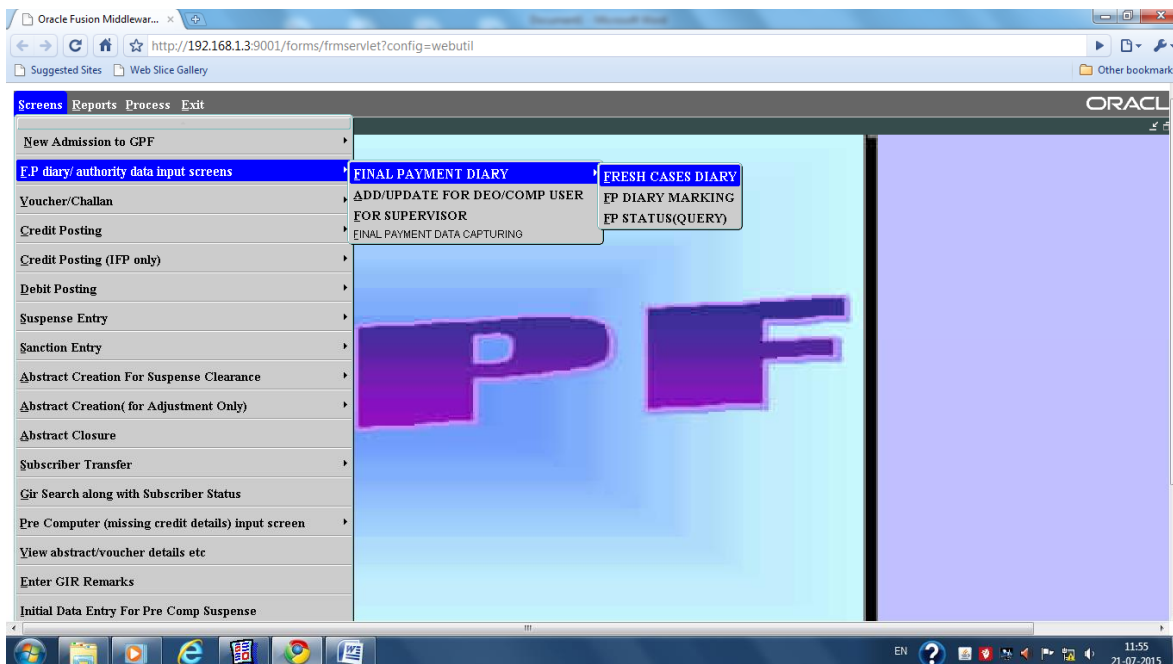 Oracle Fusion Middlewar...
http://192.168.1.3:9001/forms/frmservlet?config=webutil
Suggested Sites Web Slice Gallery Other bookmark
Screens Reports Process Exit ORACL
New Admission to GPF
F.P diary/ authority data input screens
Voucher/Challan
Credit Posting
Credit Posting (IFP only)
Debit Posting
Suspense Entry
Sanction Entry
Abstract Creation For Suspense Clearance
Abstract Creation( for Adjustment Only)
Abstract Closure
Subscriber Transfer
Gir Search along with Subscriber Status
Pre Computer (missing credit details) input screen
View abstract/voucher details etc
Enter GIR Remarks
Initial Data Entry For Pre Comp Suspense
FINAL PAYMENT DIARY
ADD/UPDATE FOR DEO/COMP USER
FOR SUPERVISOR
FINAL PAYMENT DATA CAPTURING
FRESH CASES DIARY
FP DIARY MARKING
FP STATUS(QUERY)
P F
EN 11:55
21-07-2015